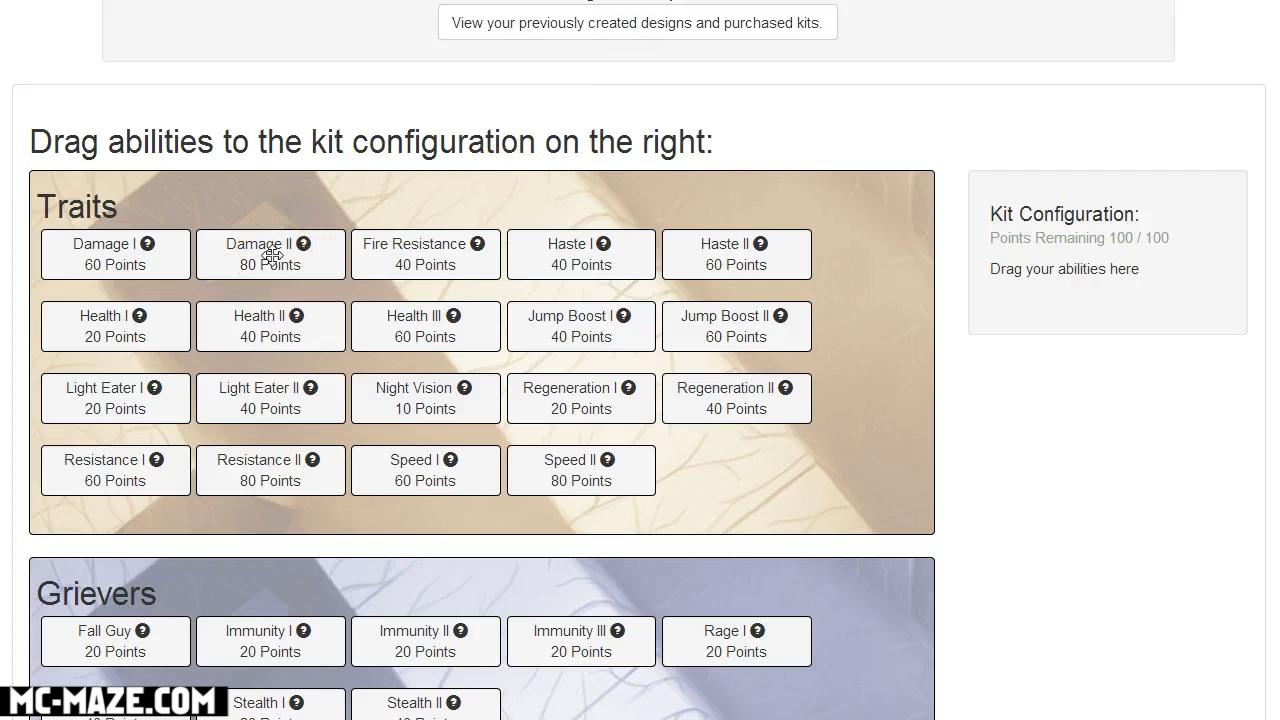 View your previously created designs and purchased kits.
Drag abilities to the kit configuration on the right:
Traits
Damage I
60 Points
Damage II
80 Points
Fire Resistance
40 Points
Haste I
40 Points
Haste II
60 Points
Health I
20 Points
Health II
40 Points
Health III
60 Points
Jump Boost I
40 Points
Jump Boost II
60 Points
Light Eater I
20 Points
Light Eater II
40 Points
Night Vision
10 Points
Regeneration I
20 Points
Regeneration II
40 Points
Resistance I
60 Points
Resistance II
80 Points
Speed I
60 Points
Speed II
80 Points
Kit Configuration:
Points Remaining 100 / 100
Drag your abilities here
Grievers
Fall Guy
20 Points
Immunity I
20 Points
Immunity II
20 Points
Immunity III
20 Points
Rage I
20 Points
Stealth I
Stealth II
MC-MAZE.COM